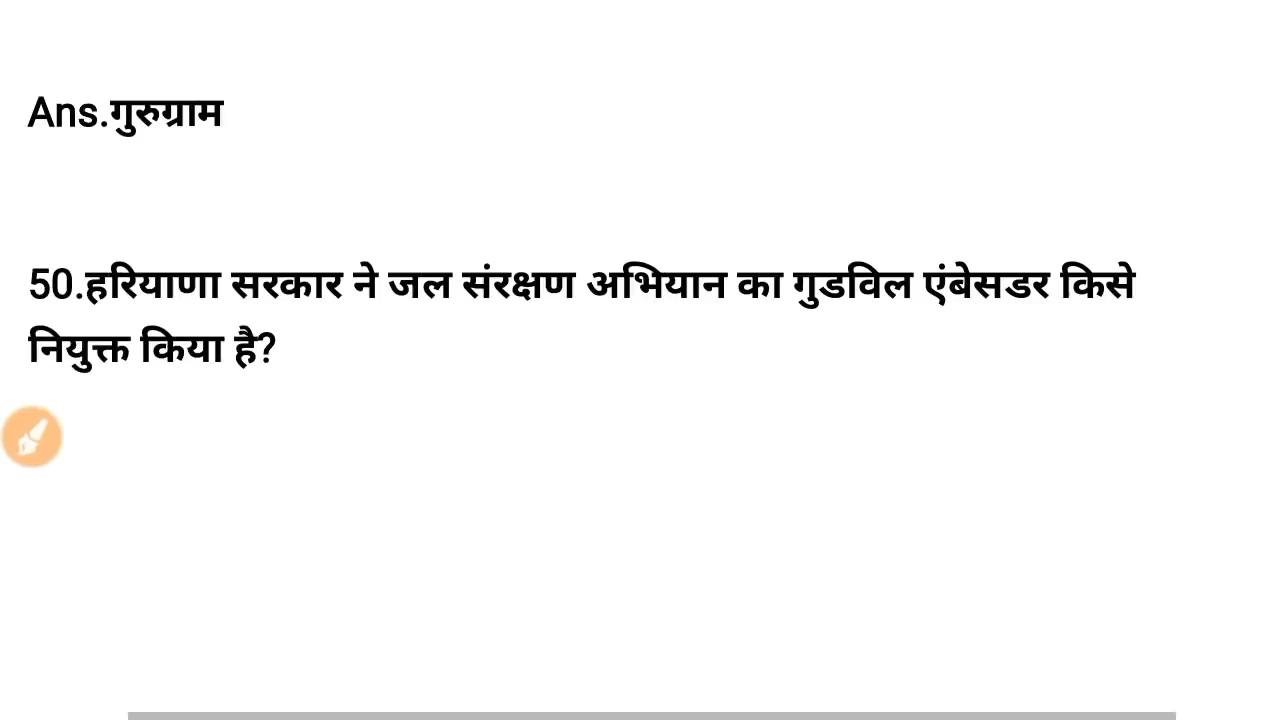 Ans.गुरुग्राम
50.हरियाणा सरकार ने जल संरक्षण अभियान का गुडविल एंबेसडर किसे
नियुक्त किया है?